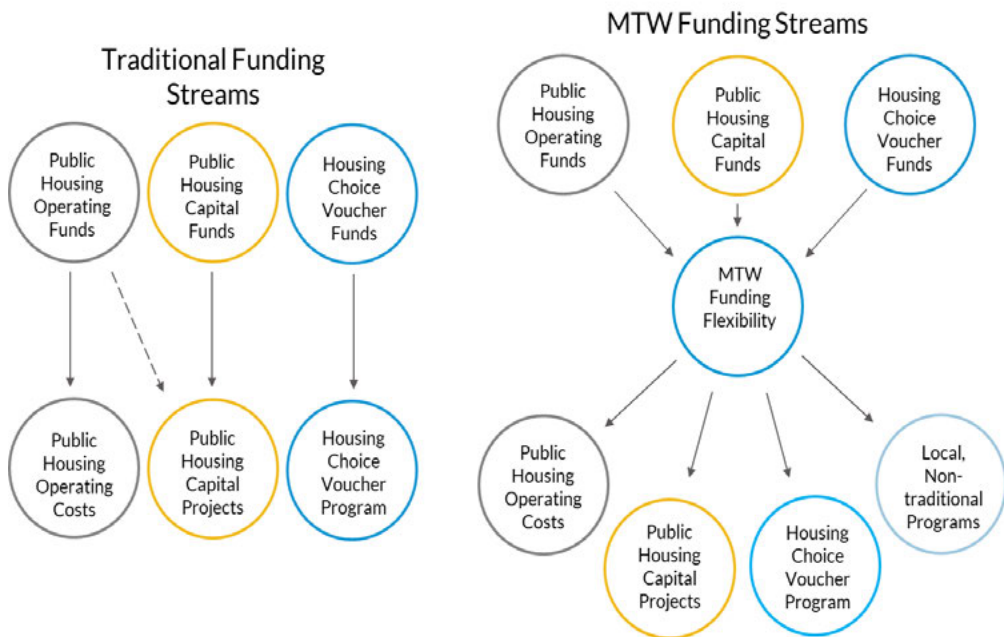 Traditional Funding
Streams
Public
Housing
Operating
Funds
Public
Housing
Capital
Funds
Housing
Choice
Voucher
Funds
Public
Housing
Operating
Costs
Public
Housing
Capital
Projects
Housing
Choice
Voucher
Program
MTW Funding Streams
Public
Housing
Operating
Funds
Public
Housing
Capital
Funds
Housing
Choice
Voucher
Funds
MTW
Funding
Flexibility
Public
Housing
Operating
Costs
Public
Housing
Capital
Projects
Housing
Choice
Voucher
Program
Local,
Non-
traditional
Programs